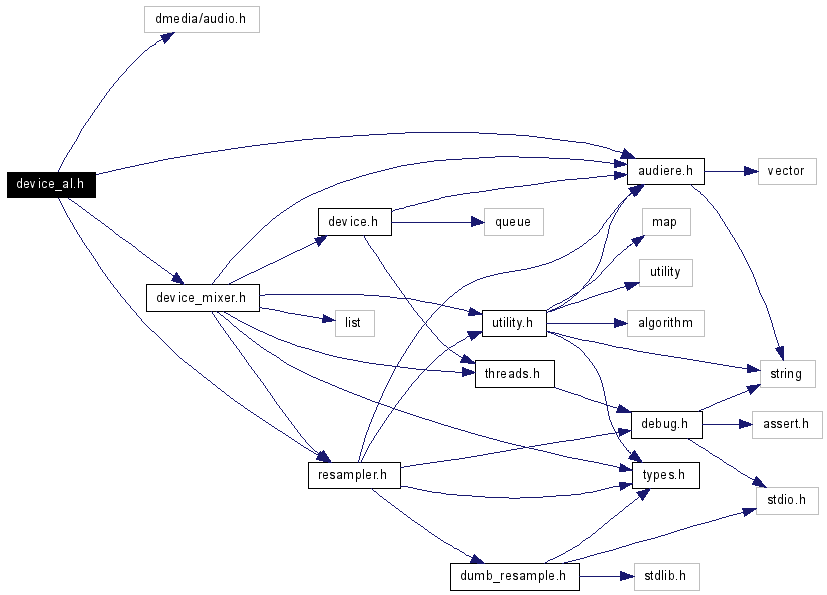 dmedia/audio.h
device_al.h
audiere.h
vector
device.h
queue
map
utility
device_mixer.h
list
utility.h
algorithm
threads.h
string
debug.h
assert.h
resampler.h
types.h
stdio.h
dumb_resample.h
stdlib.h